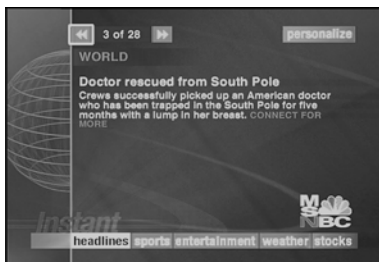 3 of 28
personalize
WORLD
Doctor rescued from South Pole
Crews successfully picked up an American doctor
who has been trapped in the South Pole for five
months with a lump in her breast. CONNECT FOR
MORE
MS
NBC
Instant
headlines sports entertainment weather stocks